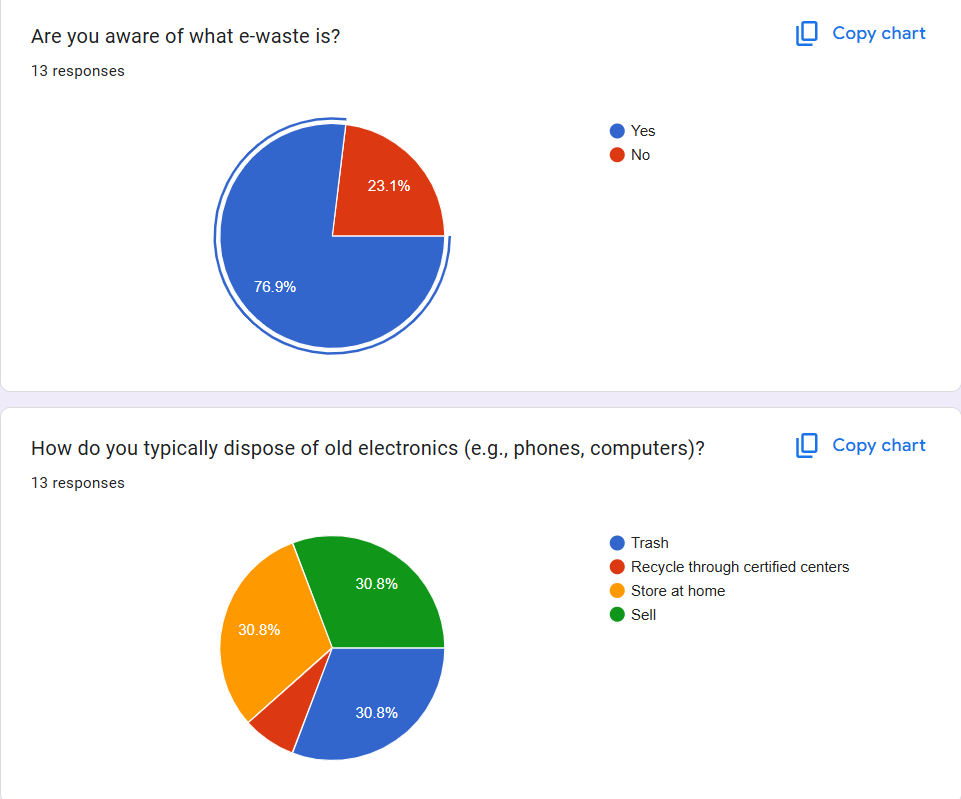 Are you aware of what e-waste is?
Copy chart
13 responses
Yes
No
23.1%
76.9%
How do you typically dispose of old electronics (e.g., phones, computers)?
Copy chart
13 responses
Trash
Recycle through certified centers
Store at home
Sell
30.8%
30.8%
30.8%